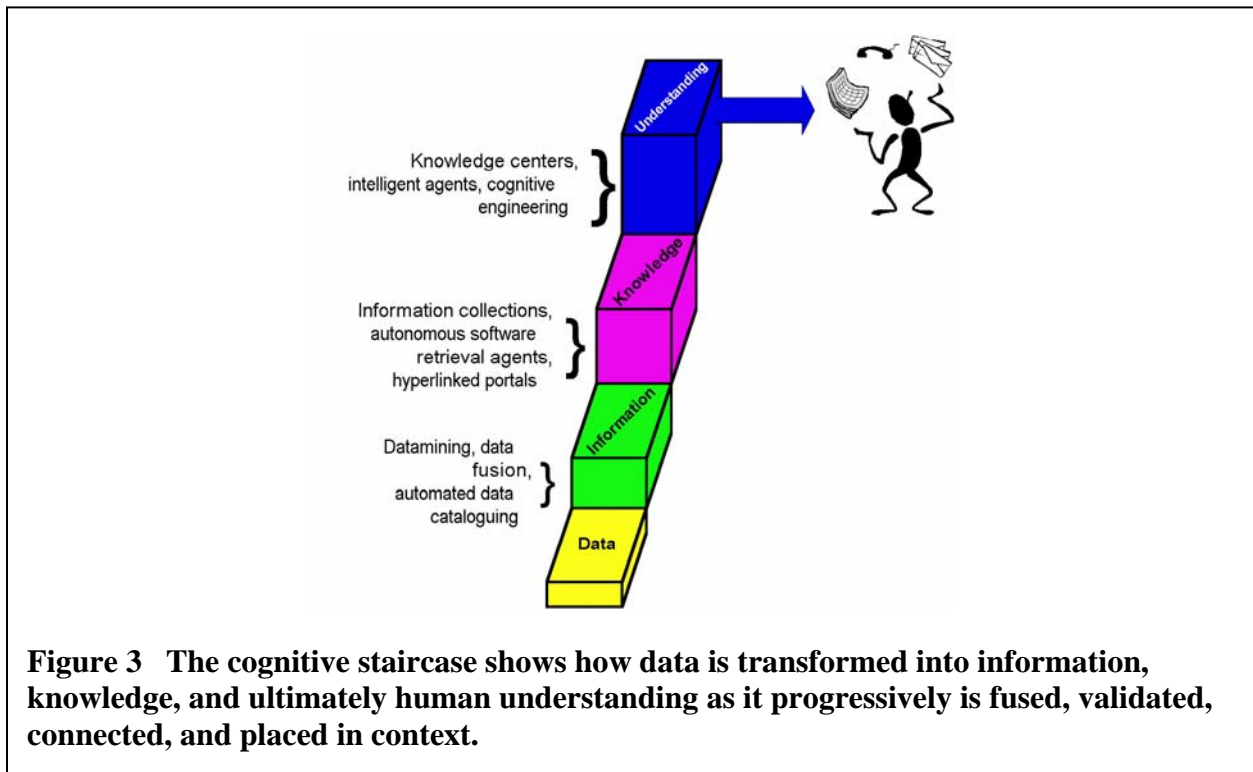 Understanding
Knowledge centers,
intelligent agents, cognitive
engineering
Knowledge
Information collections,
autonomous software
retrieval agents,
hyperlinked portals
Information
Datamining, data
fusion,
automated data
cataloguing
Data
Figure 3   The cognitive staircase shows how data is transformed into information,
knowledge, and ultimately human understanding as it progressively is fused, validated,
connected, and placed in context.